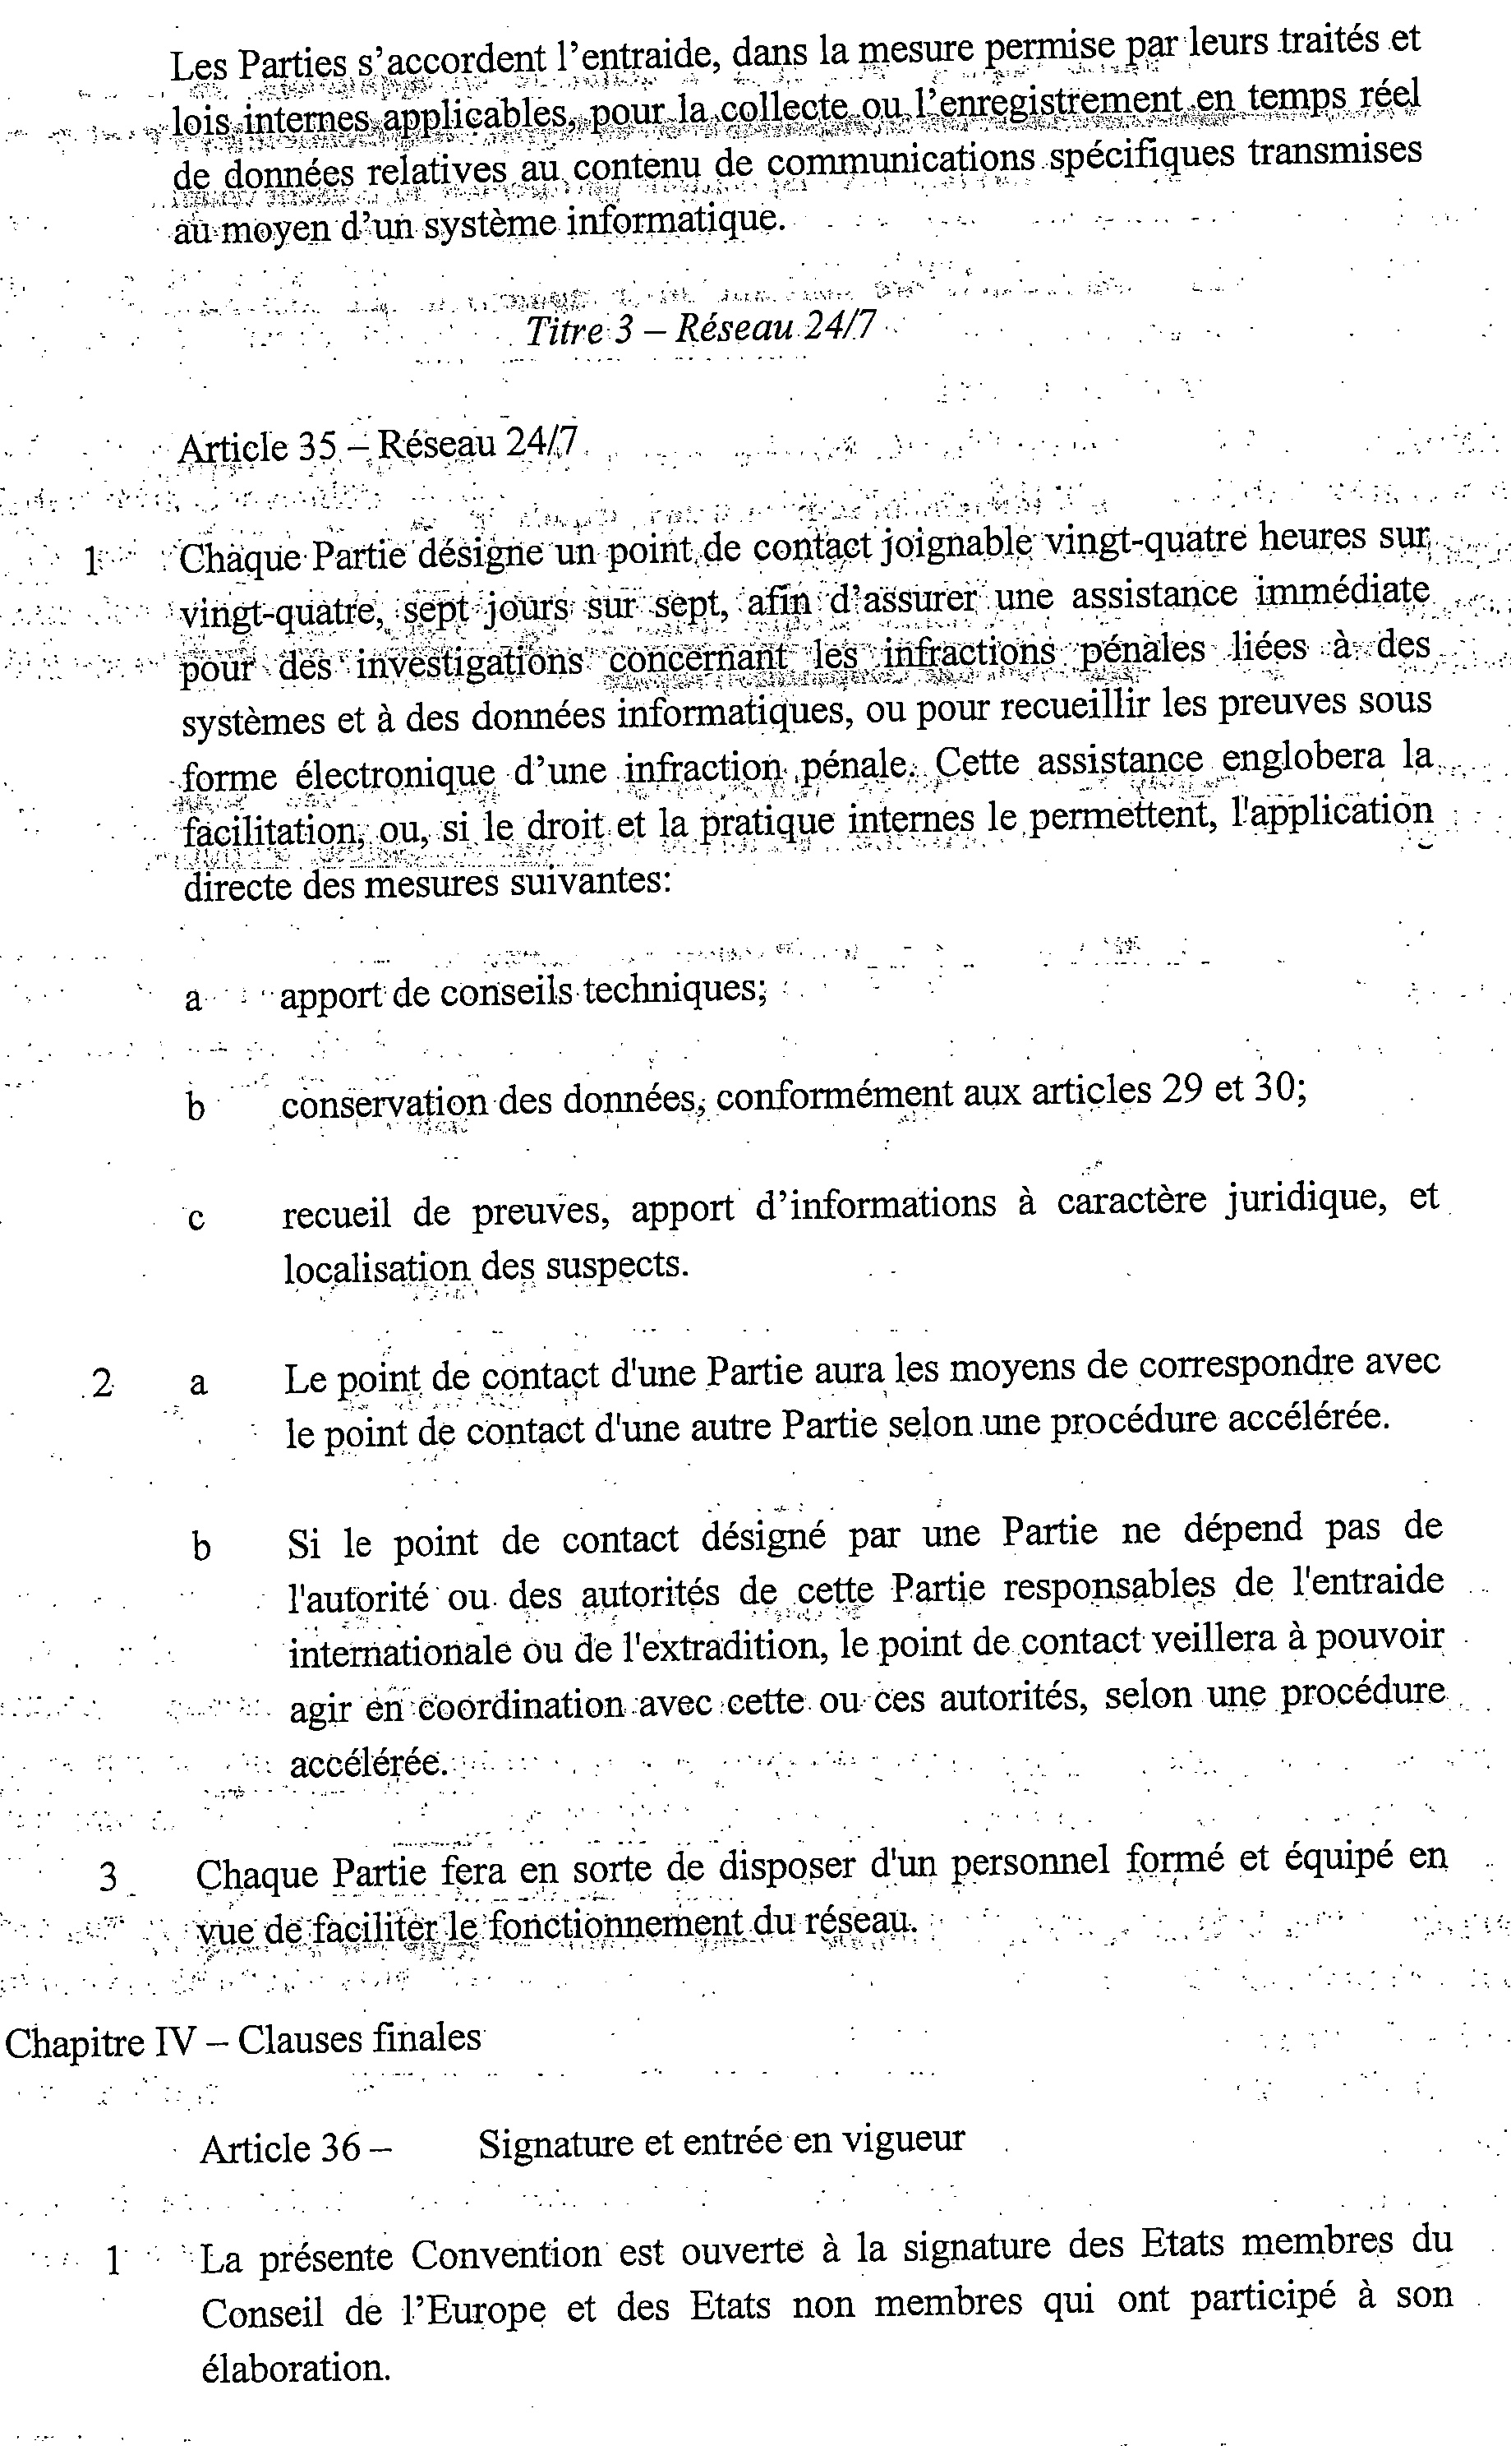 Les Parties s’accordent l’entraide, dans la mesure permise par leurs traités et
lois internes applicables, pour la collecte ou l’enregistrement en temps réel
de données relatives au contenu de communications spécifiques transmises
au moyen d’un système informatique.
Titre 3 – Réseau 24/7
Article 35 – Réseau 24/7
1 Chaque Partie désigne un point de contact joignable vingt-quatre heures sur
vingt-quatre, sept jours sur sept, afin d’assurer une assistance immédiate
pour des investigations concernant les infractions pénales liées à des
systèmes et à des données informatiques, ou pour recueillir les preuves sous
forme électronique d’une infraction pénale. Cette assistance englobera la
facilitation, ou, si le droit et la pratique internes le permettent, l'application
directe des mesures suivantes:
a apport de conseils techniques;
b conservation des données, conformément aux articles 29 et 30;
c recueil de preuves, apport d’informations à caractère juridique, et
localisation des suspects.
2 a Le point de contact d'une Partie aura les moyens de correspondre avec
le point de contact d'une autre Partie selon une procédure accélérée.
b Si le point de contact désigné par une Partie ne dépend pas de
l'autorité ou des autorités de cette Partie responsables de l'entraide
internationale ou de l'extradition, le point de contact veillera à pouvoir
agir en coordination avec cette ou ces autorités, selon une procédure
accélérée.
3 Chaque Partie fera en sorte de disposer d'un personnel formé et équipé en
vue de faciliter le fonctionnement du réseau.
Chapitre IV – Clauses finales
Article 36 – Signature et entrée en vigueur
1 La présente Convention est ouverte à la signature des Etats membres du
Conseil de l’Europe et des Etats non membres qui ont participé à son
élaboration.